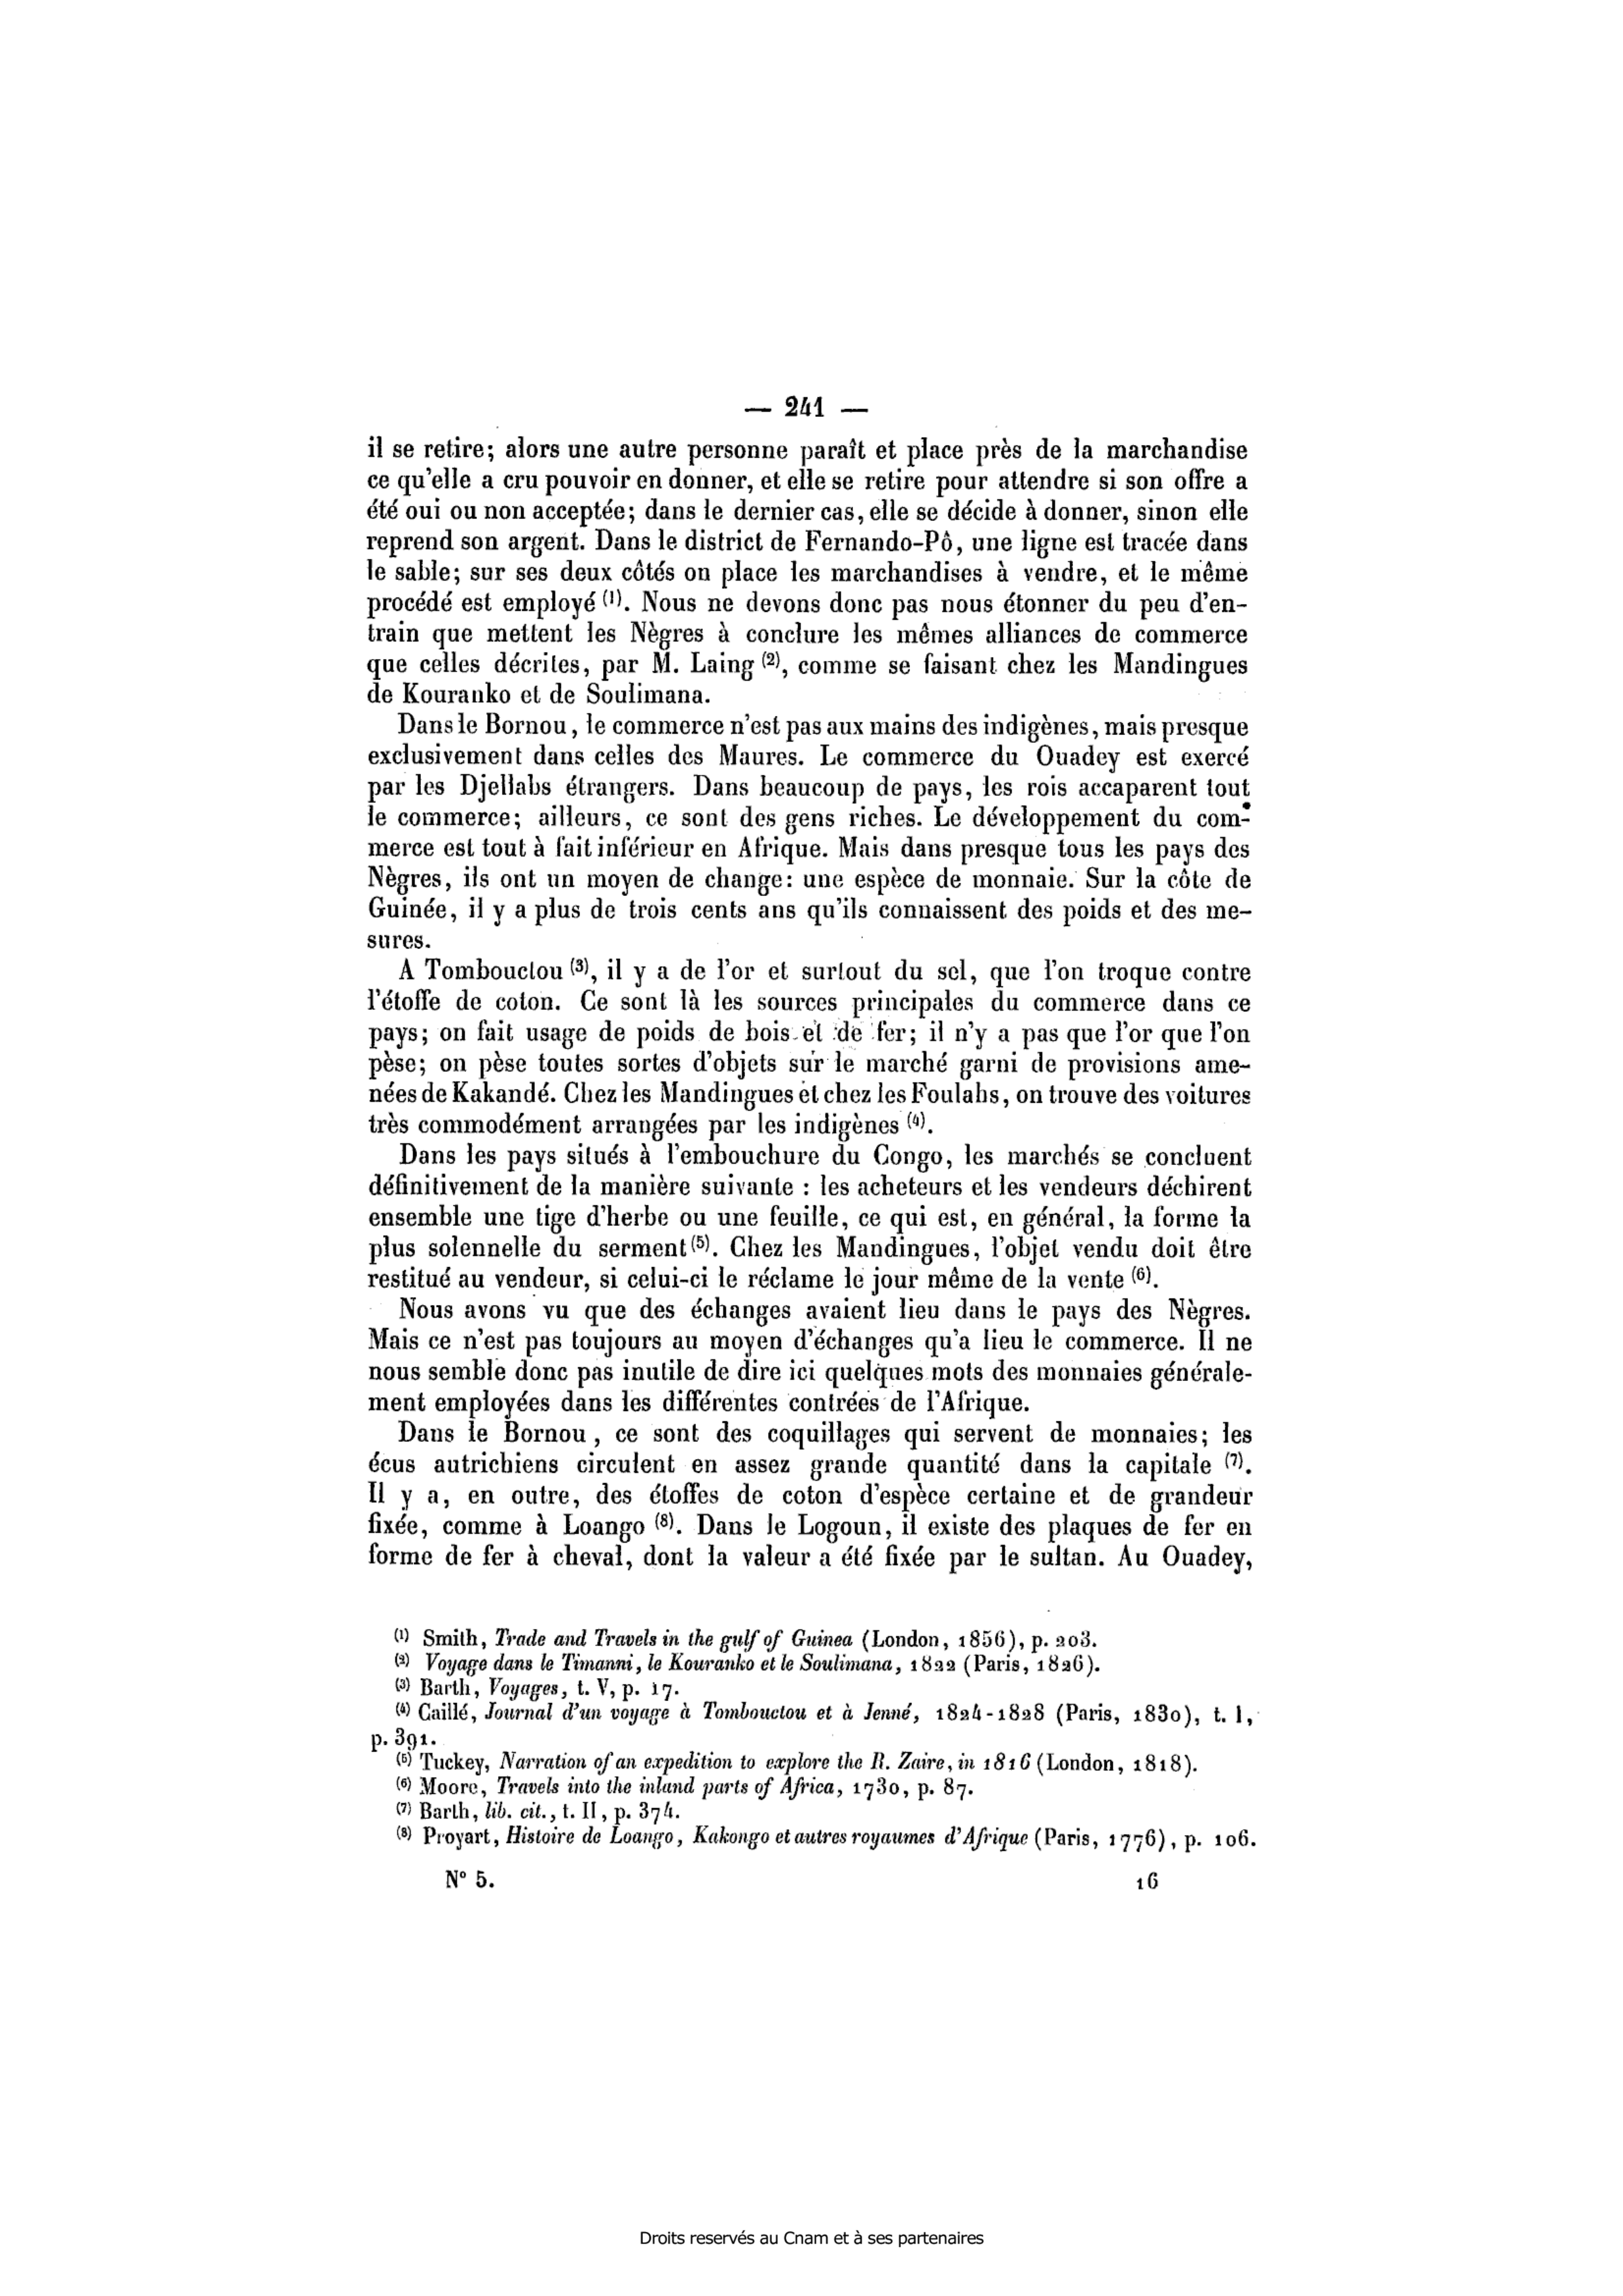 — 241 —
il se retire; alors une autre personne paraît et place près de la marchandise
ce qu'elle a cru pouvoir en donner, et elle se retire pour attendre si son offre a
été oui ou non acceptée; dans le dernier cas, elle se décide à donner, sinon elle
reprend son argent. Dans le district de Fernando-Pô, une ligne est tracée dans
le sable; sur ses deux côtés on place les marchandises à vendre, et le même
procédé est employé (1). Nous ne devons donc pas nous étonner du peu d'en-
train que mettent les Nègres à conclure les mêmes alliances de commerce
que celles décrites, par M. Laing (2), comme se faisant chez les Mandingues
de Kouranko et de Soulimana.
Dans le Bornou, le commerce n'est pas aux mains des indigènes, mais presque
exclusivement dans celles des Maures. Le commerce du Ouadey est exercé
par les Djellabs étrangers. Dans beaucoup de pays, les rois accaparent tout
le commerce; ailleurs, ce sont des gens riches. Le développement du com-
merce est tout à fait inférieur en Afrique. Mais dans presque tous les pays des
Nègres, ils ont un moyen de change: une espèce de monnaie. Sur la côte de
Guinée, il y a plus de trois cents ans qu'ils connaissent des poids et des me-
sures.
A Tombouctou (3), il y a de l'or et surtout du sel, que l'on troque contre
l'étoffe de coton. Ce sont là les sources principales du commerce dans ce
pays; on fait usage de poids de bois et de fer; il n'y a pas que l'or que l'on
pèse; on pèse toutes sortes d'objets sur le marché garni de provisions ame-
nées de Kakandé. Chez les Mandingues et chez les Foulahs, on trouve des voitures
très commodément arrangées par les indigènes (4).
Dans les pays situés à l'embouchure du Congo, les marchés se concluent
définitivement de la manière suivante : les acheteurs et les vendeurs déchirent
ensemble une tige d'herbe ou une feuille, ce qui est, en général, la forme la
plus solennelle du serment (5). Chez les Mandingues, l'objet vendu doit être
restitué au vendeur, si celui-ci le réclame le jour même de la vente (6).
Nous avons vu que des échanges avaient lieu dans le pays des Nègres.
Mais ce n'est pas toujours au moyen d'échanges qu'a lieu le commerce. Il ne
nous semble donc pas inutile de dire ici quelques mots des monnaies générale-
ment employées dans les différentes contrées de l'Afrique.
Dans le Bornou, ce sont des coquillages qui servent de monnaies; les
écus autrichiens circulent en assez grande quantité dans la capitale (7).
Il y a, en outre, des étoffes de coton d'espèce certaine et de grandeur
fixée, comme à Loango (8). Dans le Logoun, il existe des plaques de fer en
forme de fer à cheval, dont la valeur a été fixée par le sultan. Au Ouadey,
(1) Smith, Trade and Travels in the gulf of Guinea (London, 1856), p. 203.
(2) Voyage dans le Timanni, le Kouranko et le Soulimana, 1822 (Paris, 1826).
(3) Barth, Voyages, t. V, p. 17.
(4) Caillé, Journal d'un voyage à Tombouctou et à Jenné, 1824-1828 (Paris, 1830), t. I,
p. 391.
(5) Tuckey, Narration of an expedition to explore the R. Zaire, in 1816 (London, 1818).
(6) Moore, Travels into the inland parts of Africa, 1730, p. 87.
(7) Barth, lib. cit., t. II, p. 374.
(8) Proyart, Histoire de Loango, Kakongo et autres royaumes d'Afrique (Paris, 1776), p. 106.
N° 5. 16
Droits reservés au Cnam et à ses partenaires